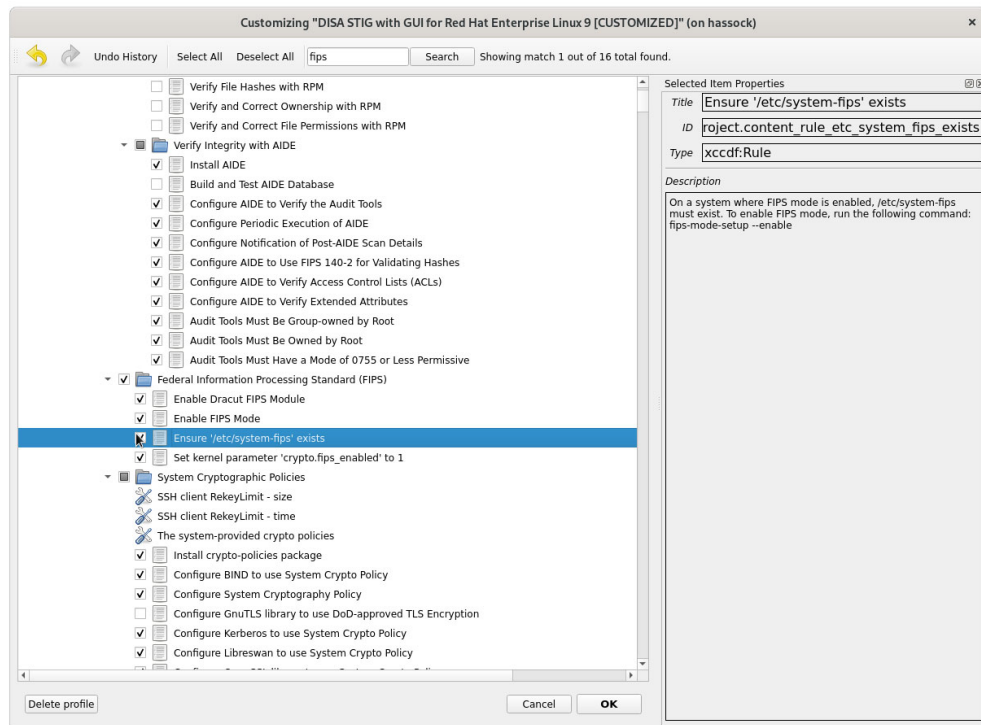 Customizing "DISA STIG with GUI for Red Hat Enterprise Linux 9 [CUSTOMIZED]" (on hassock)
Undo History Select All Deselect All fips Search Showing match 1 out of 16 total found.
Verify File Hashes with RPM
Verify and Correct Ownership with RPM
Verify and Correct File Permissions with RPM
Verify Integrity with AIDE
Install AIDE
Build and Test AIDE Database
Configure AIDE to Verify the Audit Tools
Configure Periodic Execution of AIDE
Configure Notification of Post-AIDE Scan Details
Configure AIDE to Use FIPS 140-2 for Validating Hashes
Configure AIDE to Verify Access Control Lists (ACLs)
Configure AIDE to Verify Extended Attributes
Audit Tools Must Be Group-owned by Root
Audit Tools Must Be Owned by Root
Audit Tools Must Have a Mode of 0755 or Less Permissive
Federal Information Processing Standard (FIPS)
Enable Dracut FIPS Module
Enable FIPS Mode
Ensure '/etc/system-fips' exists
Set kernel parameter 'crypto.fips_enabled' to 1
System Cryptographic Policies
SSH client RekeyLimit - size
SSH client RekeyLimit - time
The system-provided crypto policies
Install crypto-policies package
Configure BIND to use System Crypto Policy
Configure System Cryptography Policy
Configure GnuTLS library to use DoD-approved TLS Encryption
Configure Kerberos to use System Crypto Policy
Configure Libreswan to use System Crypto Policy
Delete profile Cancel OK
Selected Item Properties
Title Ensure '/etc/system-fips' exists
ID roject.content_rule_etc_system_fips_exists
Type xccdf:Rule
Description
On a system where FIPS mode is enabled, /etc/system-fips
must exist. To enable FIPS mode, run the following command:
fips-mode-setup --enable